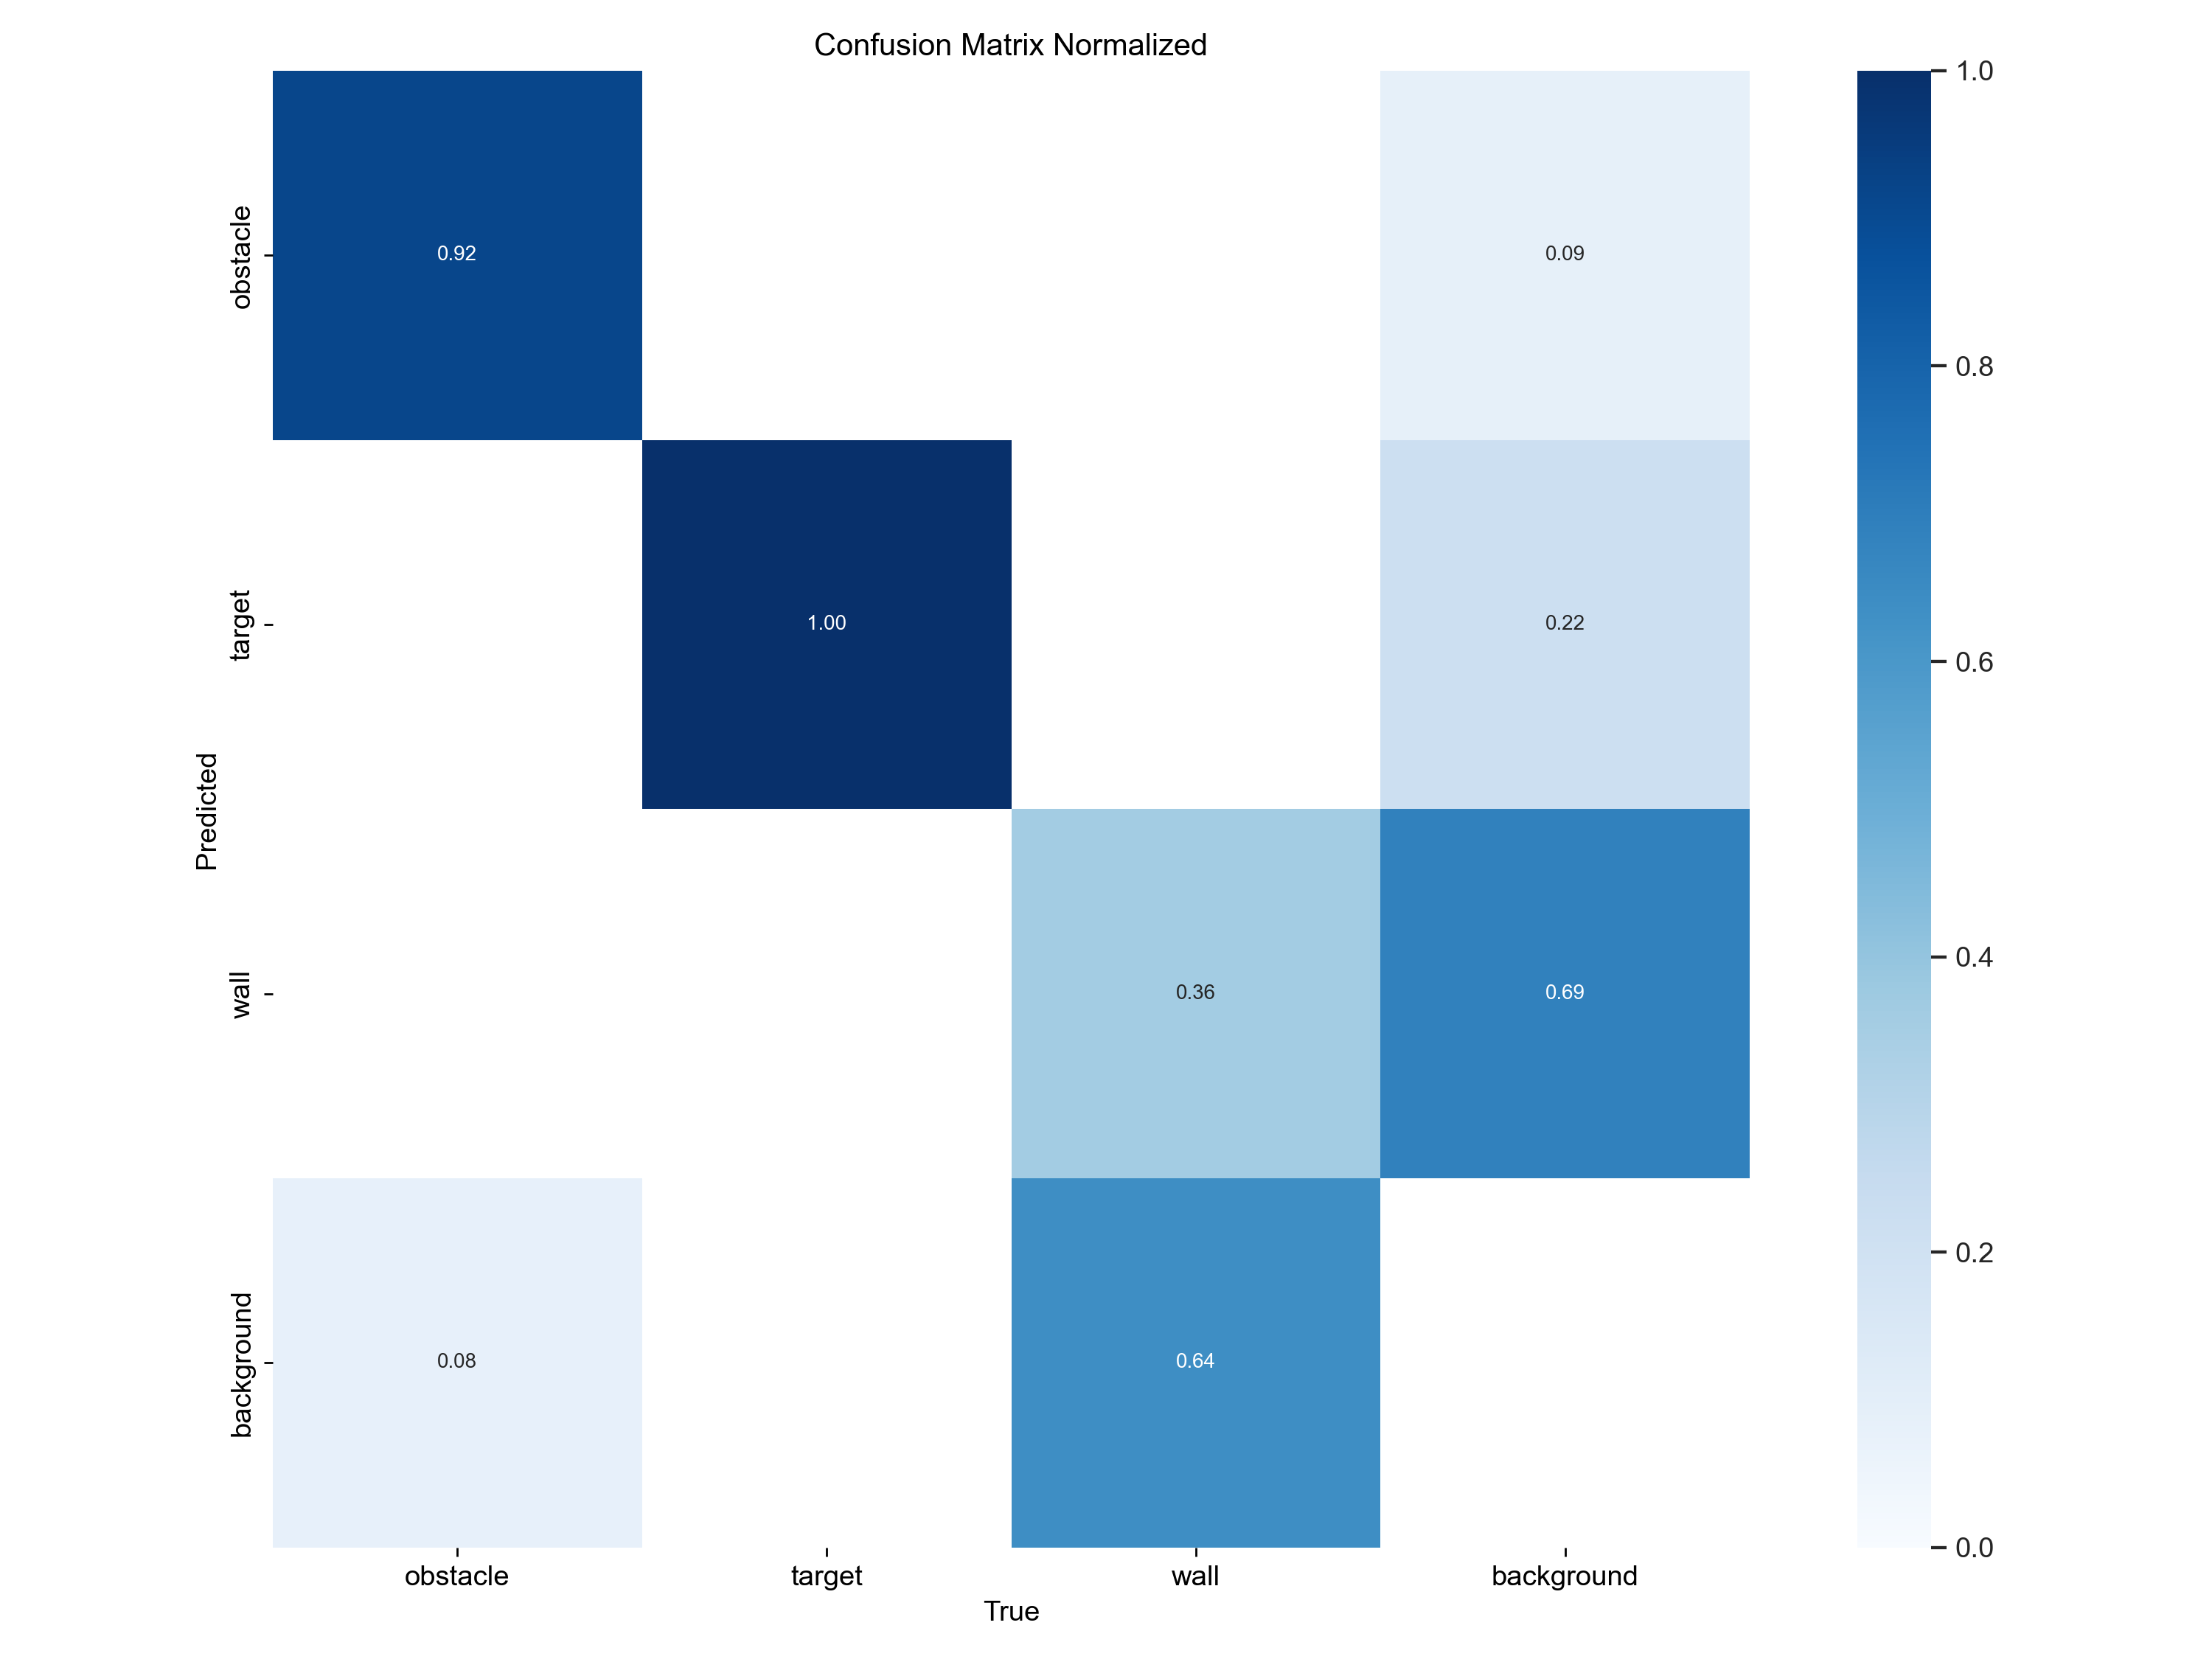 Confusion Matrix Normalized
obstacle
0.92
0.09
target
1.00
0.22
wall
0.36
0.69
background
0.08
0.64
Predicted
obstacle
target
wall
background
True
1.0
0.8
0.6
0.4
0.2
0.0